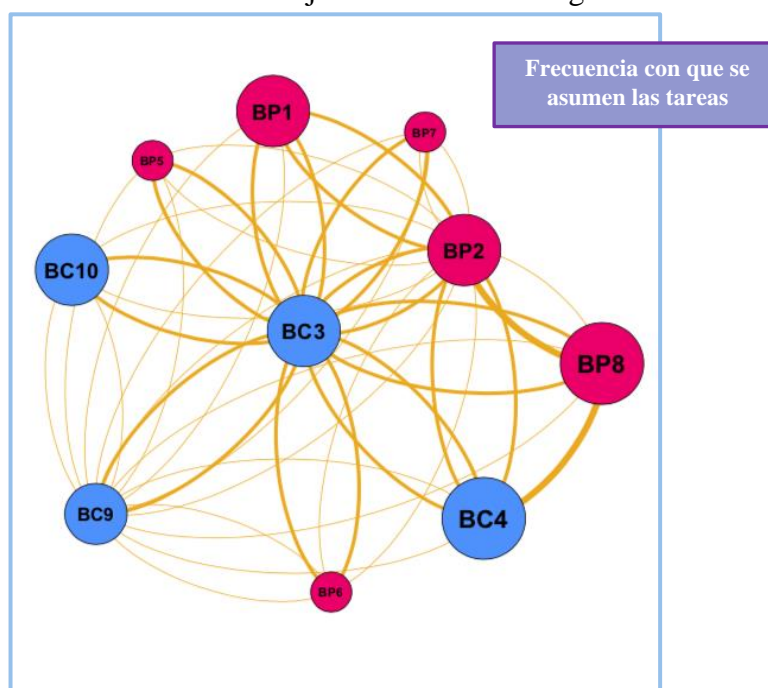 Frecuencia con que se
asumen las tareas
BP1
BP7
BP5
BP2
BC10
BC3
BP8
BC9
BC4
BP6